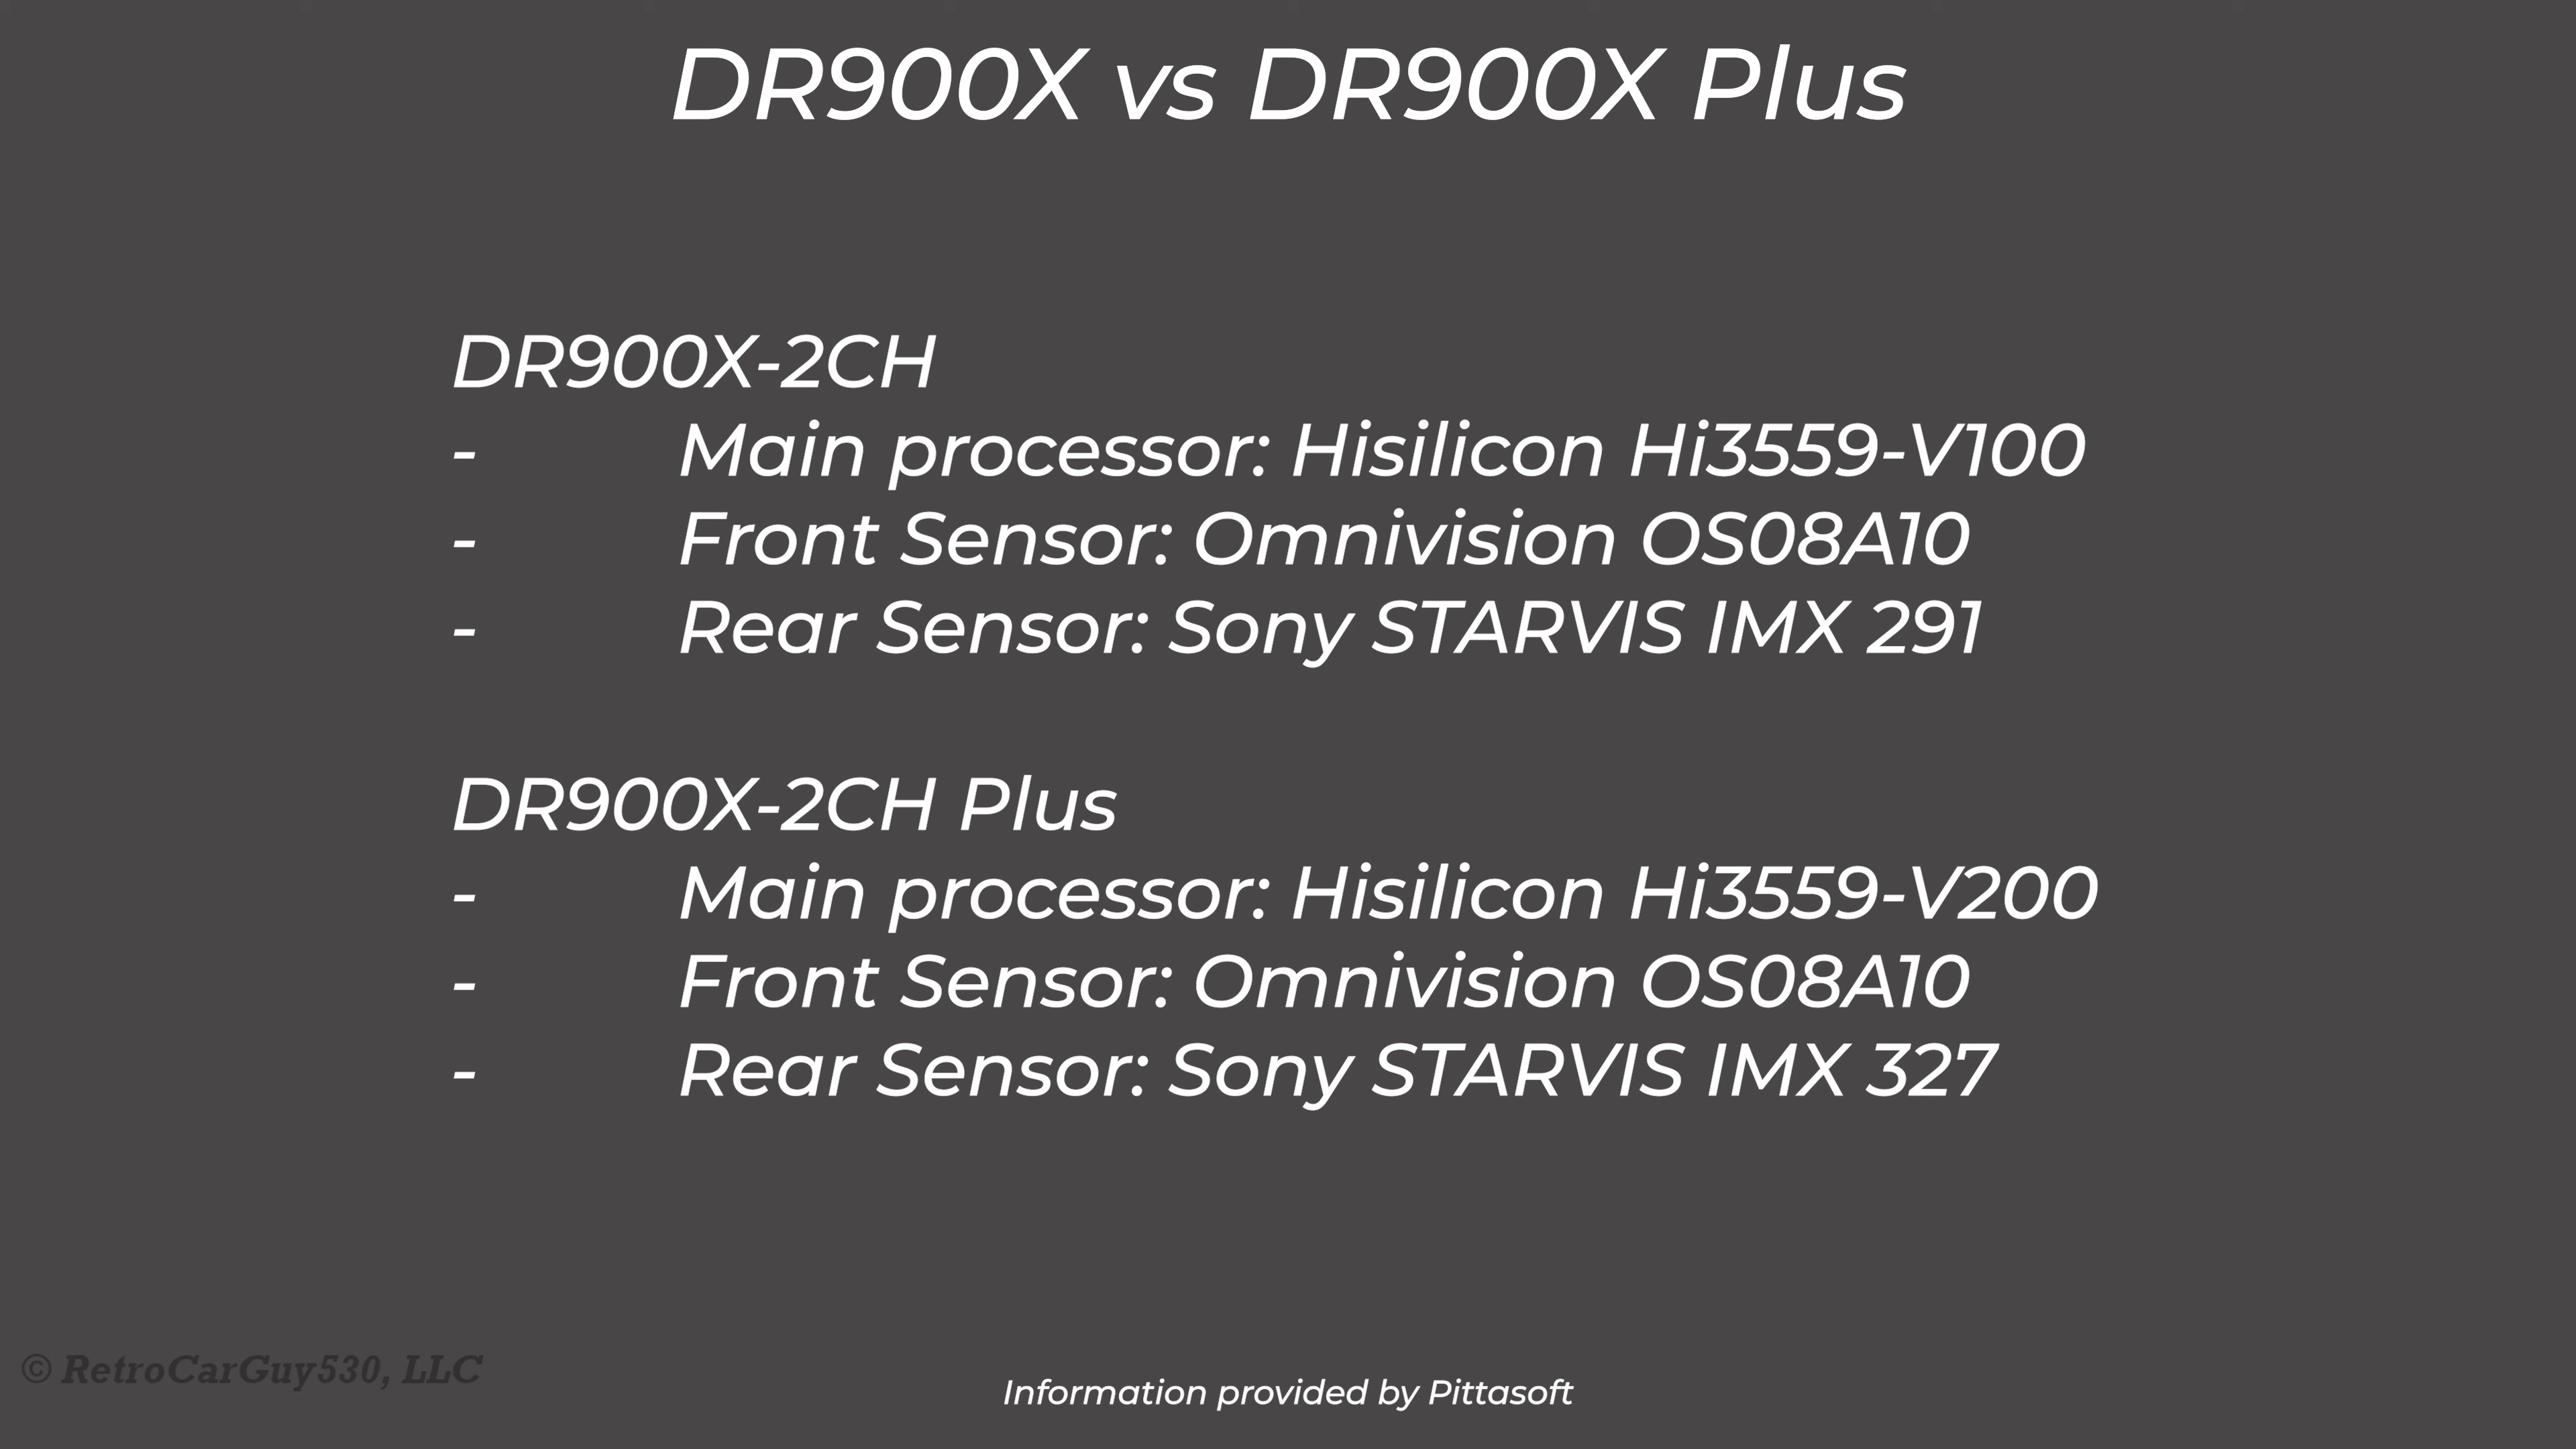 DR900X vs DR900X Plus
DR900X-2CH
- Main processor: Hisilicon Hi3559-V100
- Front Sensor: Omnivision OS08A10
- Rear Sensor: Sony STARVIS IMX 291
DR900X-2CH Plus
- Main processor: Hisilicon Hi3559-V200
- Front Sensor: Omnivision OS08A10
- Rear Sensor: Sony STARVIS IMX 327
© RetroCarGuy530, LLC
Information provided by Pittasoft